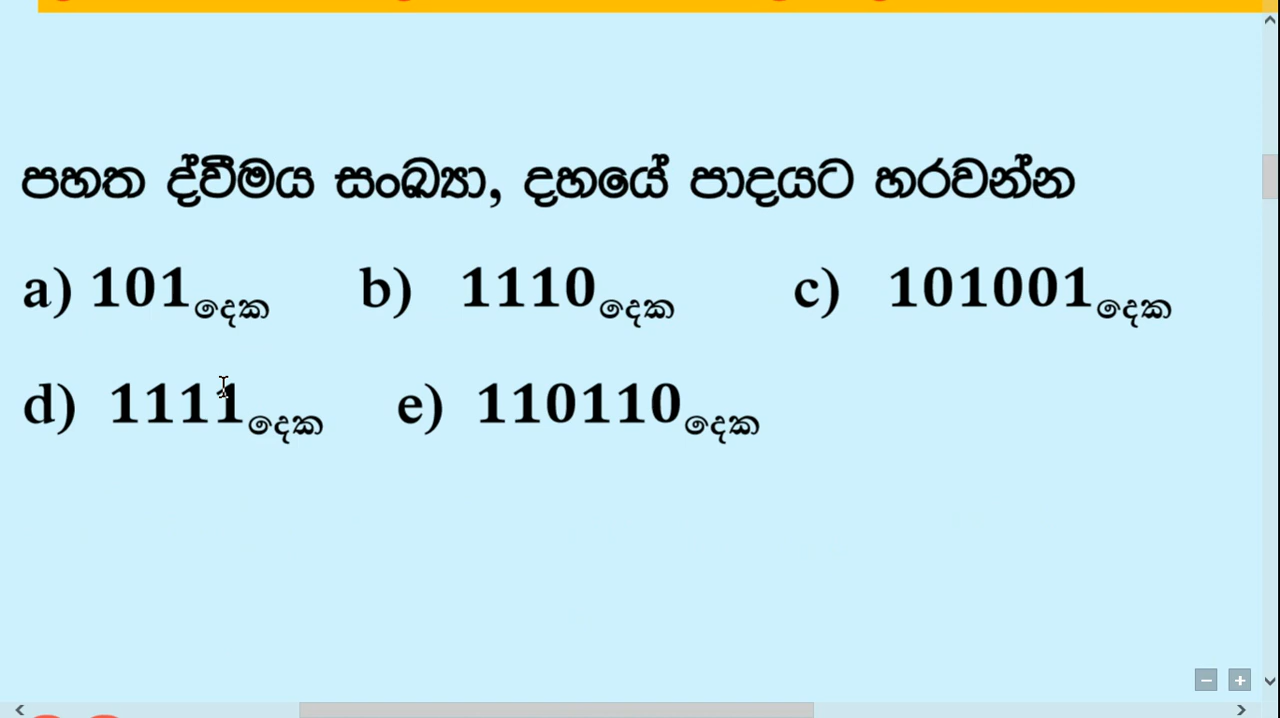 පහත ද්වීමය සංඛ්‍යා, දහයේ පාදයට හරවන්න
a) 101දෙක b) 1110දෙක c) 101001දෙක
d) 1111දෙක e) 110110දෙක